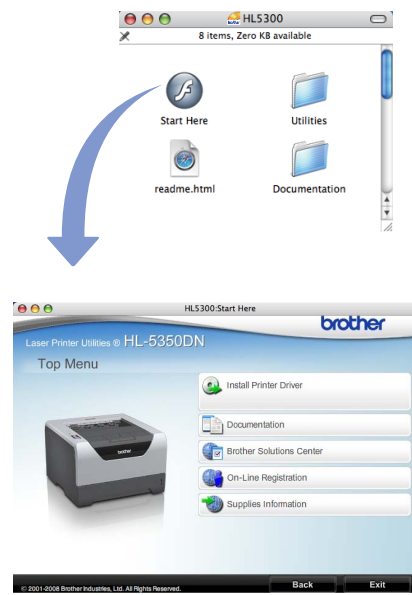 HL5300
8 items, Zero KB available
Start Here
Utilities
readme.html
Documentation
HL5300:Start Here
brother
Laser Printer Utilities ® HL-5350DN
Top Menu
Install Printer Driver
Documentation
Brother Solutions Center
On-Line Registration
Supplies Information
brother
© 2001-2008 Brother Industries, Ltd. All Rights Reserved.
Back
Exit